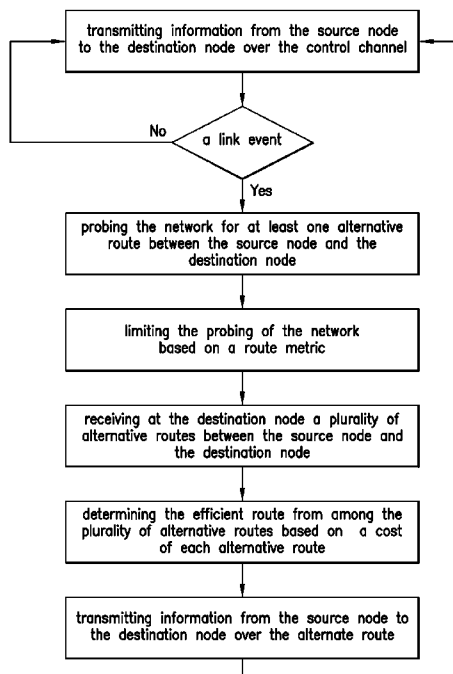 transmitting information from the source node
to the destination node over the control channel
No
a link event
Yes
probing the network for at least one alternative
route between the source node and the
destination node
limiting the probing of the network
based on a route metric
receiving at the destination node a plurality of
alternative routes between the source node and
the destination node
determining the efficient route from among the
plurality of alternative routes based on a cost
of each alternative route
transmitting information from the source node to
the destination node over the alternate route